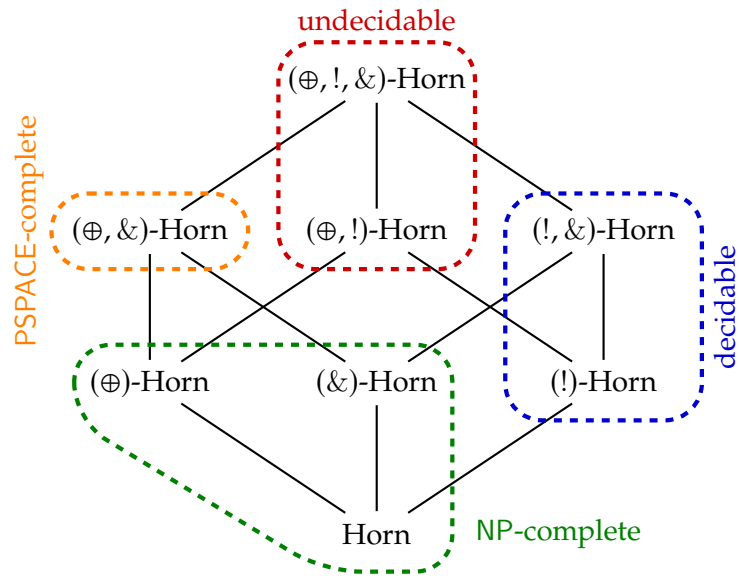 undecidable
(⊕, !, &)-Horn
PSPACE-complete
(⊕, &)-Horn
(⊕, !)-Horn
(!, &)-Horn
decidable
(⊕)-Horn
(&)-Horn
(!)-Horn
Horn
NP-complete